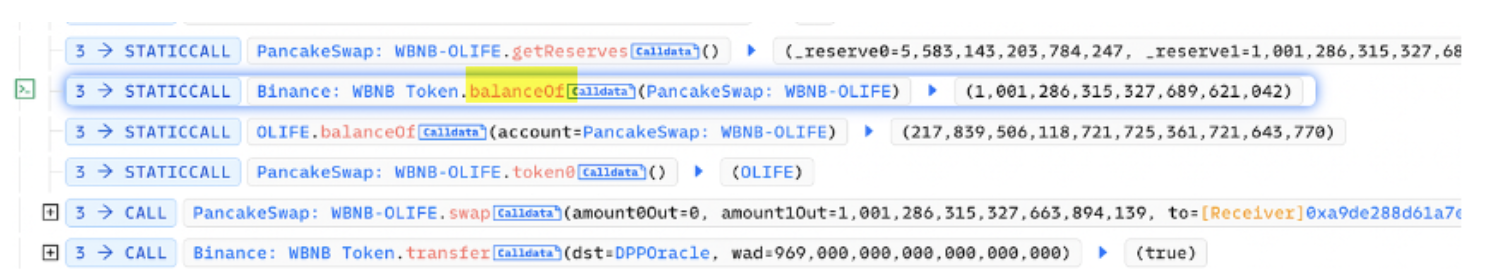 3 → STATICCALL PancakeSwap: WBNB-OLIFE.getReserves[Calldata]() ▶ (_reserve0=5,583,143,203,784,247, _reserve1=1,001,286,315,327,68
3 → STATICCALL Binance: WBNB Token.balanceOf[Calldata](PancakeSwap: WBNB-OLIFE) ▶ (1,001,286,315,327,689,621,042)
3 → STATICCALL OLIFE.balanceOf[Calldata](account=PancakeSwap: WBNB-OLIFE) ▶ (217,839,506,118,721,725,361,721,643,770)
3 → STATICCALL PancakeSwap: WBNB-OLIFE.token0[Calldata]() ▶ (OLIFE)
3 → CALL PancakeSwap: WBNB-OLIFE.swap[Calldata](amount0Out=0, amount1Out=1,001,286,315,327,663,894,139, to=[Receiver]0xa9de288d61a7e
3 → CALL Binance: WBNB Token.transfer[Calldata](dst=DPPOracle, wad=969,000,000,000,000,000,000) ▶ (true)